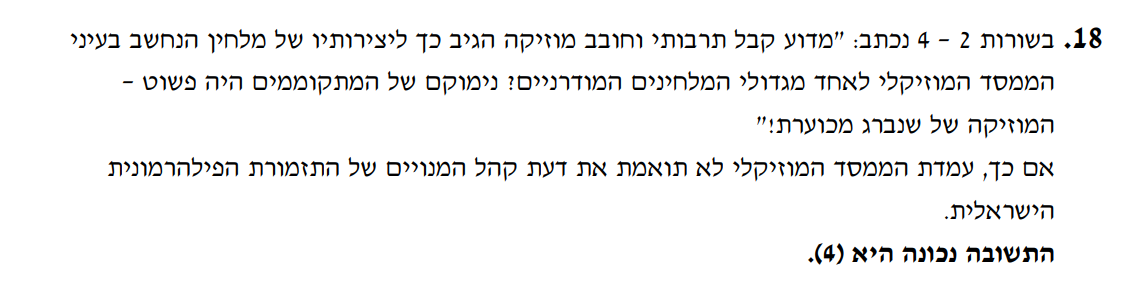 18. בשורות 2 – 4 נכתב: "מדוע קבל תרבותי וחובב מוזיקה הגיב כך ליצירותיו של מלחין הנחשב בעיני
הממסד המוזיקלי לאחד מגדולי המלחינים המודרניים? נימוקם של המתקוממים היה פשוט –
המוזיקה של שנברג מכוערת!"
אם כך, עמדת הממסד המוזיקלי לא תואמת את דעת קהל המנויים של התזמורת הפילהרמונית
הישראלית.
התשובה נכונה היא (4).